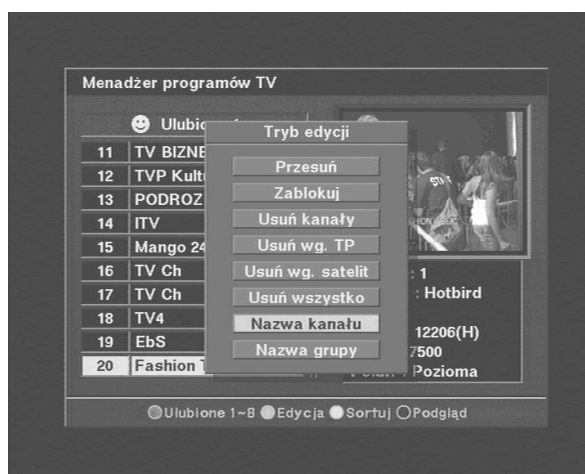 Menadżer programów TV
Tryb edycji
Przesuń
Zablokuj
Usuń kanały
Usuń wg. TP
Usuń wg. satelit
Usuń wszystko
Nazwa kanału
Nazwa grupy
11 TV BIZNE
12 TVP Kult
13 PODROZ
14 ITV
15 Mango 24
16 TV Ch
17 TV Ch
18 TV4
19 EbS
20 Fashion T
: 1
: Hotbird
12206(H)
500
Pozioma
Ulubione 1~8 Edycja Sortuj Podgląd